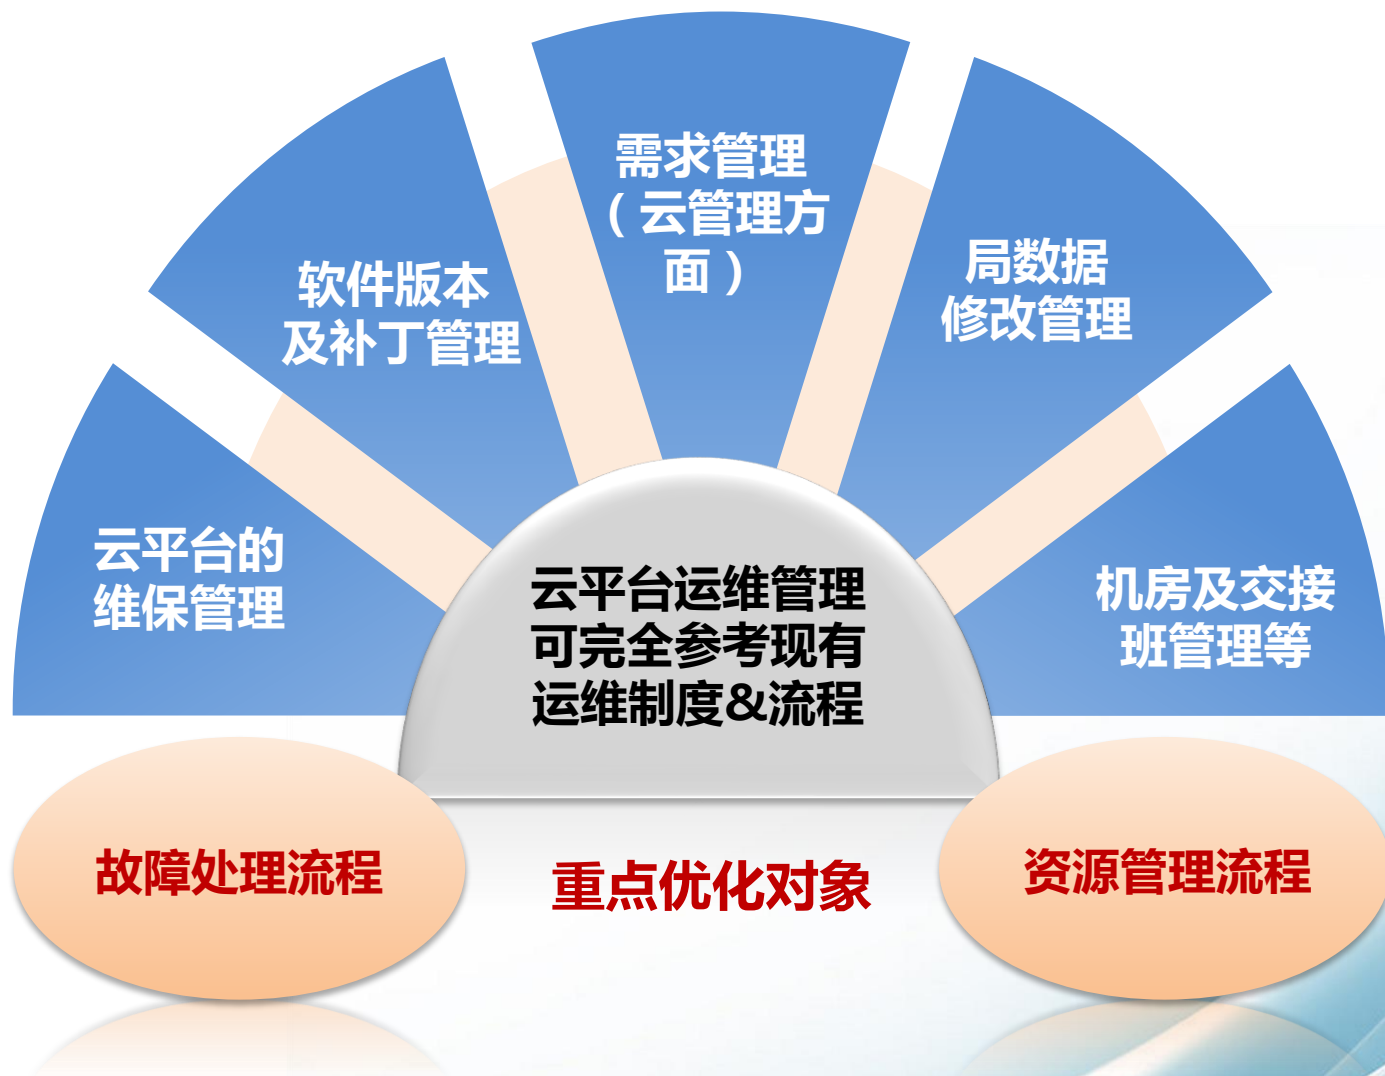 需求管理
（云管理方
面）
软件版本
及补丁管理
局数据
修改管理
云平台的
维保管理
机房及交接
班管理等
云平台运维管理
可完全参考现有
运维制度&流程
故障处理流程
重点优化对象
资源管理流程